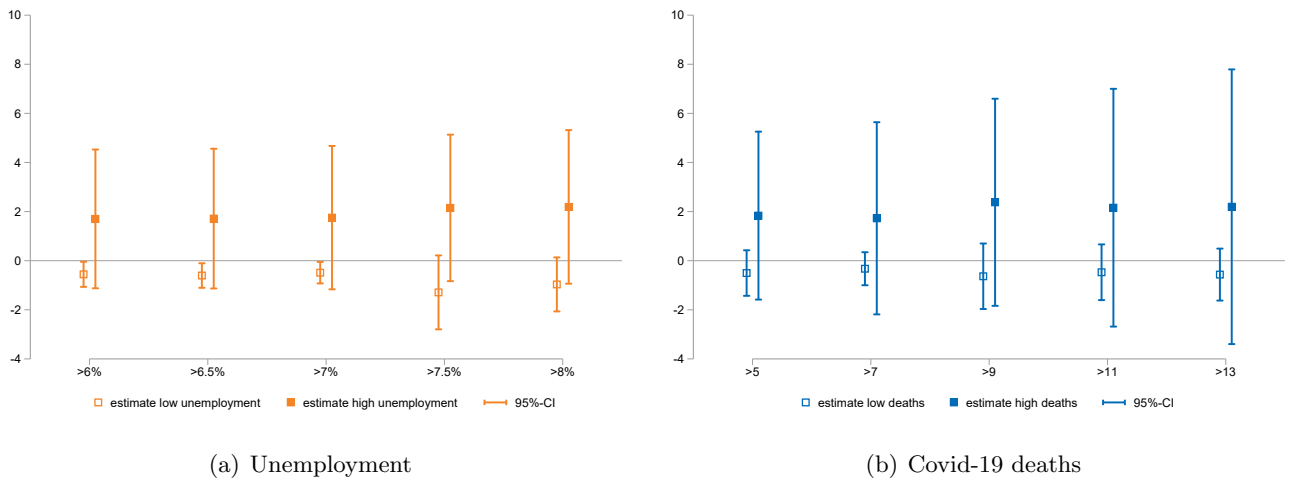 10
8
6
4
2
0
-2
-4
>6% >6.5% >7% >7.5% >8%
estimate low unemployment estimate high unemployment 95%-CI
(a) Unemployment
10
8
6
4
2
0
-2
-4
>5 >7 >9 >11 >13
estimate low deaths estimate high deaths 95%-CI
(b) Covid-19 deaths